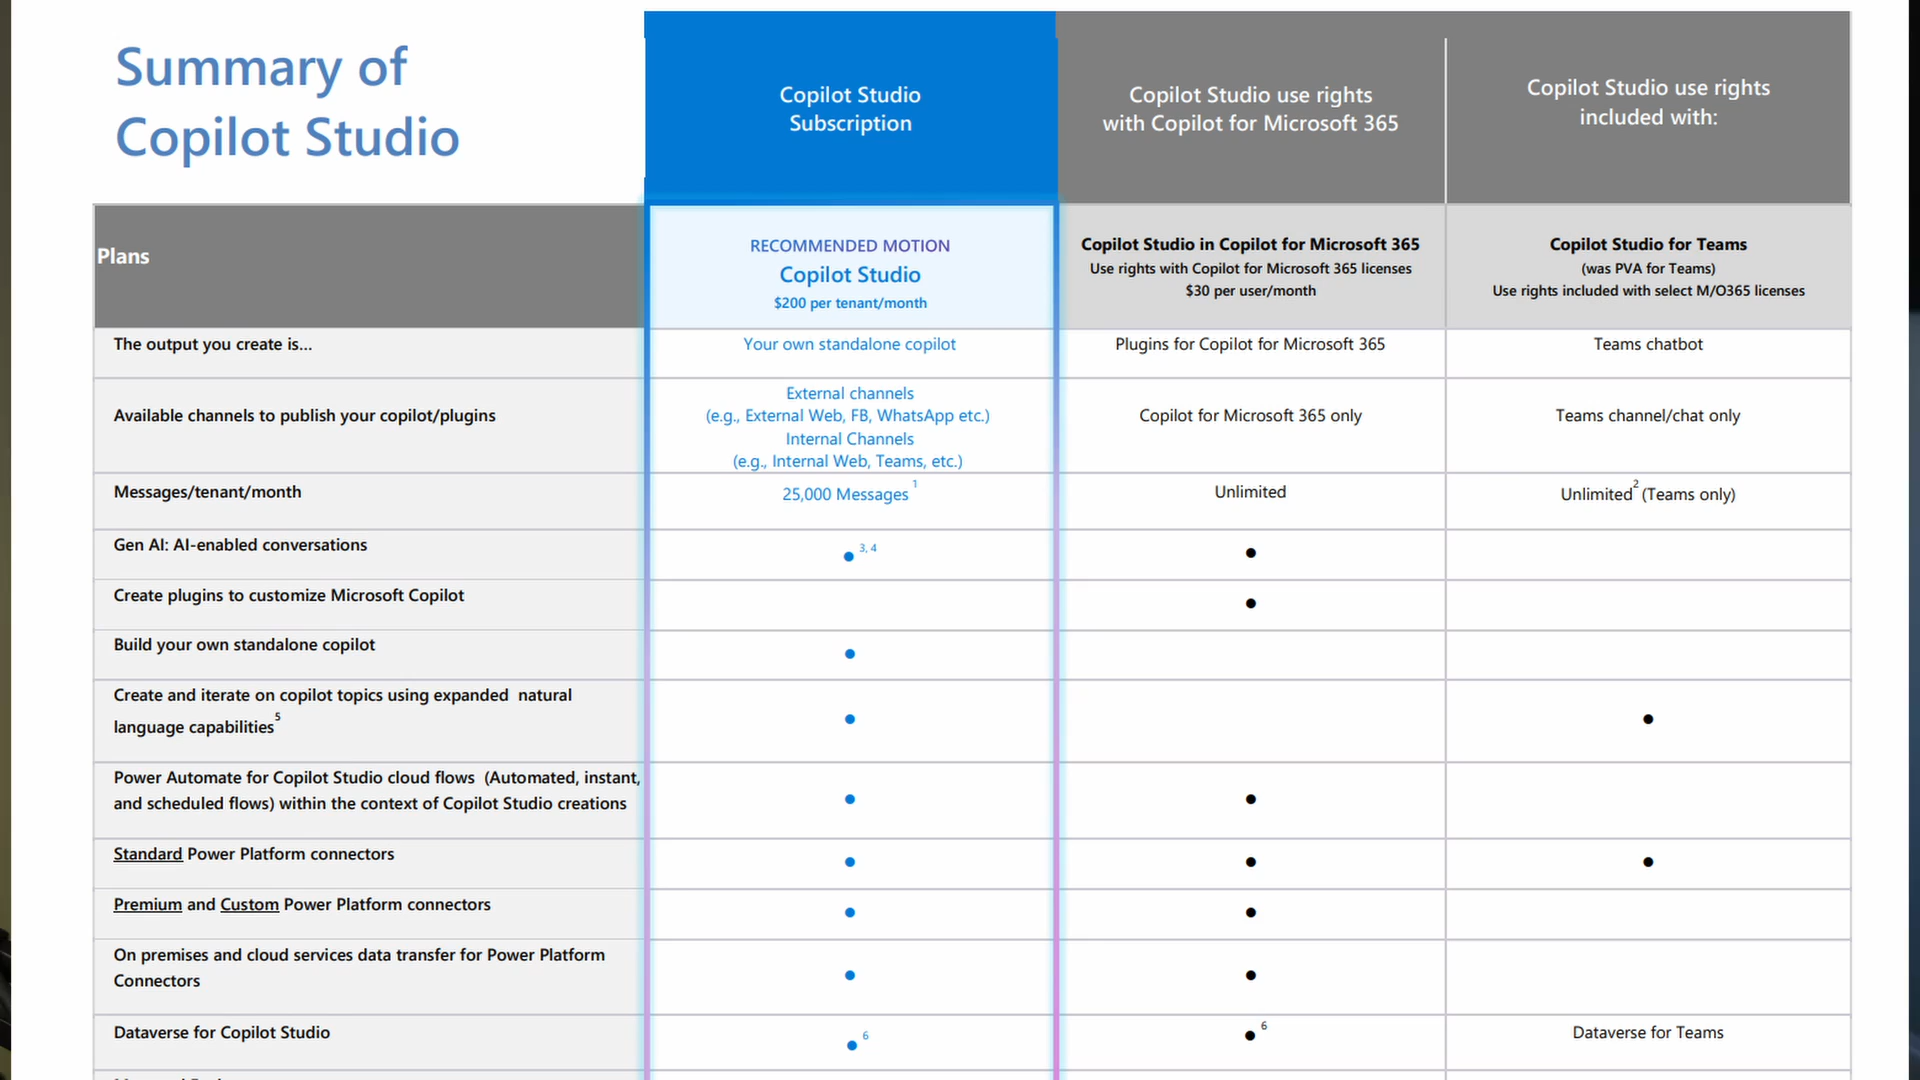 Summary of
Copilot Studio
Copilot Studio
Subscription
Copilot Studio use rights
with Copilot for Microsoft 365
Copilot Studio use rights
included with:
Plans
RECOMMENDED MOTION
Copilot Studio
$200 per tenant/month
Copilot Studio in Copilot for Microsoft 365
Use rights with Copilot for Microsoft 365 licenses
$30 per user/month
Copilot Studio for Teams
(was PVA for Teams)
Use rights included with select M/O365 licenses
The output you create is...
Your own standalone copilot
Plugins for Copilot for Microsoft 365
Teams chatbot
Available channels to publish your copilot/plugins
External channels
(e.g., External Web, FB, WhatsApp etc.)
Internal Channels
(e.g., Internal Web, Teams, etc.)
Copilot for Microsoft 365 only
Teams channel/chat only
Messages/tenant/month
25,000 Messages 1
Unlimited
Unlimited2 (Teams only)
Gen AI: AI-enabled conversations
● 3, 4
●
Create plugins to customize Microsoft Copilot
●
Build your own standalone copilot
●
Create and iterate on copilot topics using expanded natural
language capabilities5
●
●
Power Automate for Copilot Studio cloud flows (Automated, instant,
and scheduled flows) within the context of Copilot Studio creations
●
●
Standard Power Platform connectors
●
●
●
Premium and Custom Power Platform connectors
●
●
On premises and cloud services data transfer for Power Platform
Connectors
●
●
Dataverse for Copilot Studio
● 6
● 6
Dataverse for Teams